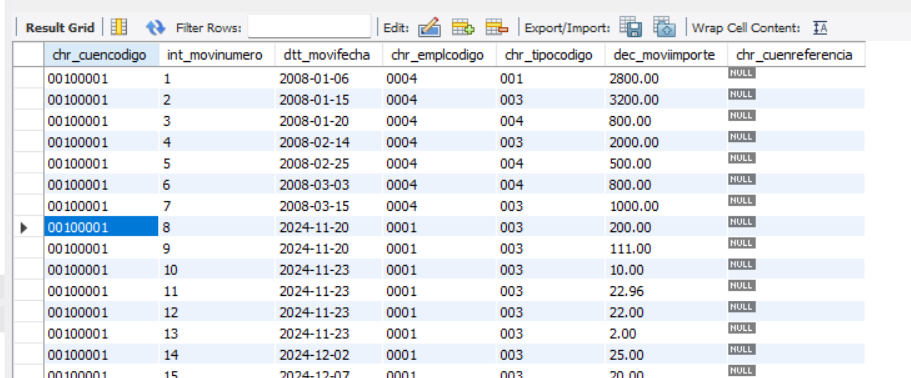 Result Grid Filter Rows: Edit: Export/Import: Wrap Cell Content: IA
chr_cuencodigo int_movinumero dtt_movifecha chr_emplcodigo chr_tipocodigo dec_moviimporte chr_cuenreferencia
00100001 1 2008-01-06 0004 001 2800.00 NULL
00100001 2 2008-01-15 0004 003 3200.00 NULL
00100001 3 2008-01-20 0004 004 800.00 NULL
00100001 4 2008-02-14 0004 003 2000.00 NULL
00100001 5 2008-02-25 0004 004 500.00 NULL
00100001 6 2008-03-03 0004 004 800.00 NULL
00100001 7 2008-03-15 0004 003 1000.00 NULL
00100001 8 2024-11-20 0001 003 200.00 NULL
00100001 9 2024-11-20 0001 003 111.00 NULL
00100001 10 2024-11-23 0001 003 10.00 NULL
00100001 11 2024-11-23 0001 003 22.96 NULL
00100001 12 2024-11-23 0001 003 22.00 NULL
00100001 13 2024-11-23 0001 003 2.00 NULL
00100001 14 2024-12-02 0001 003 25.00 NULL
00100001 15 2024-12-07 0001 003 20.00 NULL